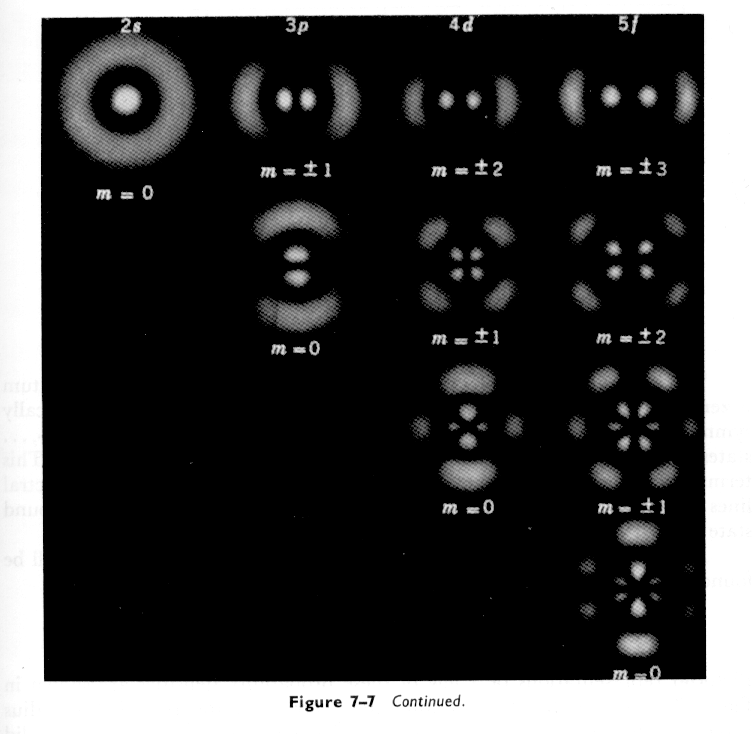 2s 3p 4d 5f
m = ±1 m = ±2 m = ±3
m = 0
m = 0 m = ±1 m = ±2
m = 0 m = ±1
m = 0
Figure 7–7 Continued.